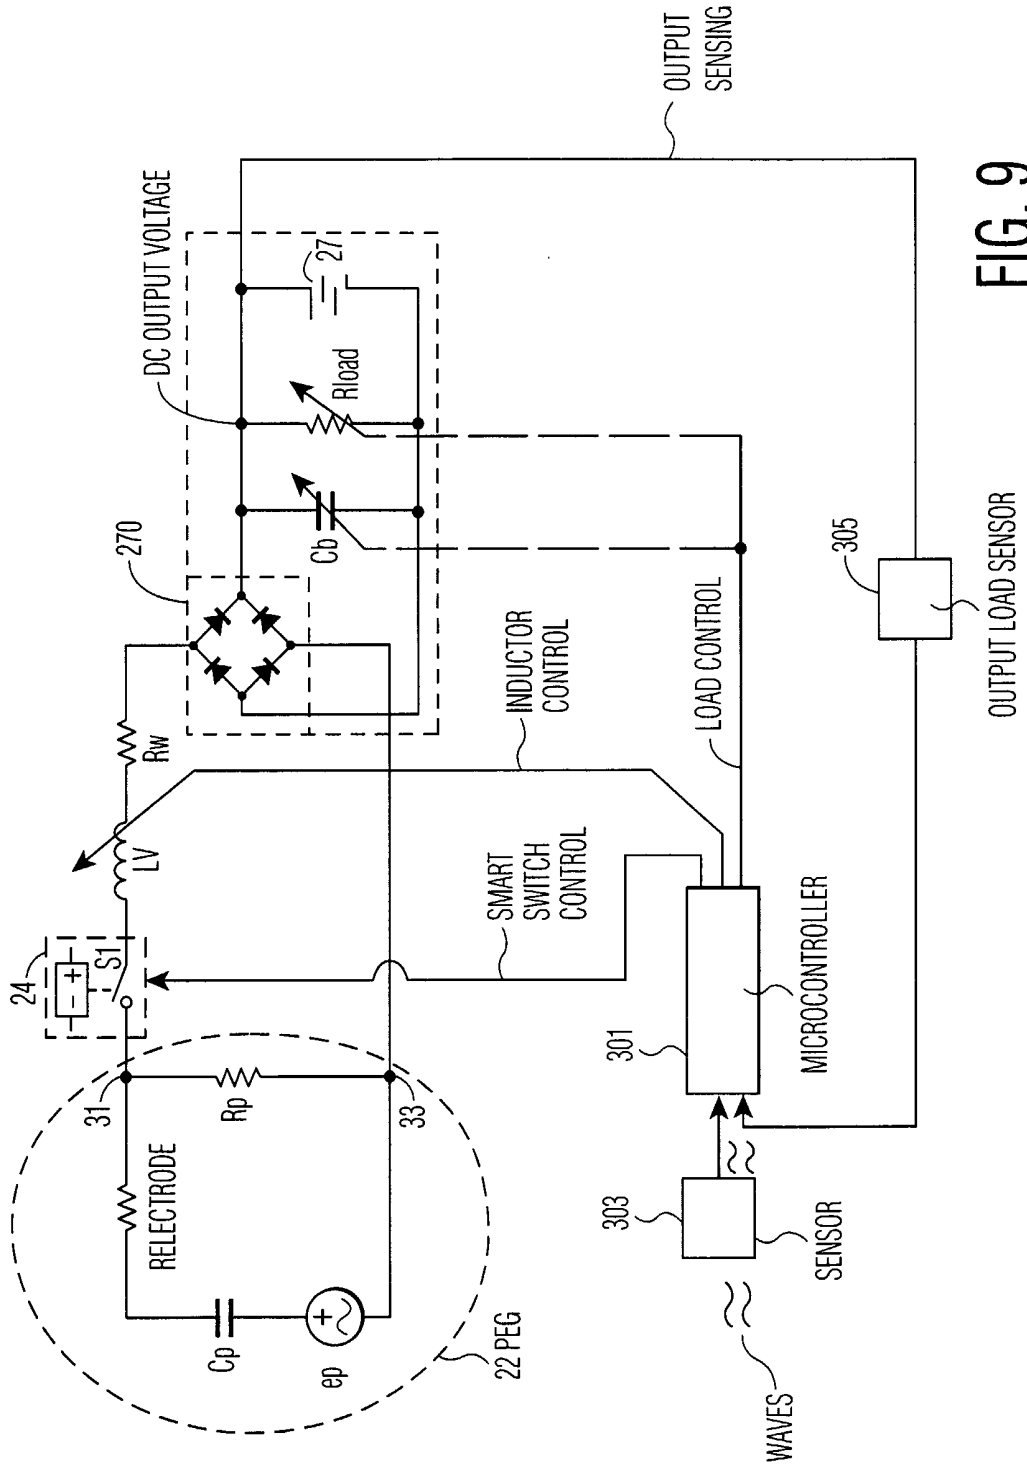 24
S1
- +
LV
Rw
270
DC OUTPUT VOLTAGE
Cb
Rload
27
OUTPUT
SENSING
31
RELECTRODE
Rp
33
Cp
ep
+
22 PEG
SMART
SWITCH
CONTROL
INDUCTOR
CONTROL
LOAD CONTROL
301
MICROCONTROLLER
303
SENSOR
WAVES
305
OUTPUT LOAD SENSOR
FIG. 9